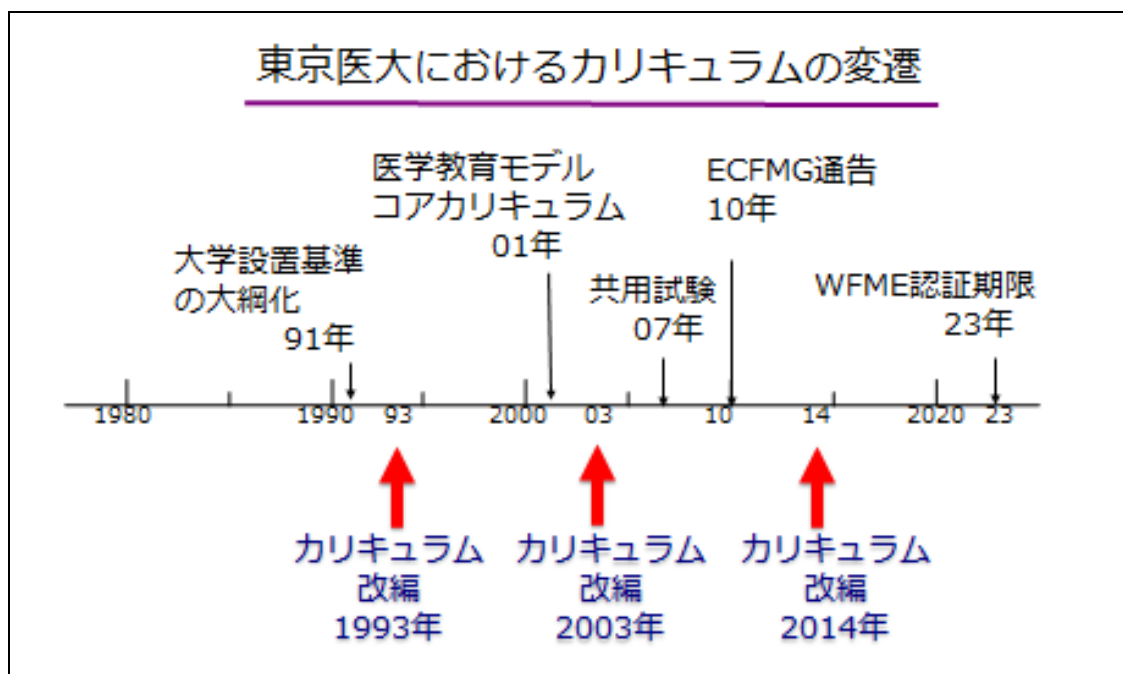 東京医大におけるカリキュラムの変遷
医学教育モデル
コアカリキュラム
01年
ECFMG通告
10年
大学設置基準
の大綱化
91年
共用試験
07年
WFME認証期限
23年
1980 1990 93 2000 03 10 14 2020 23
カリキュラム
改編
1993年
カリキュラム
改編
2003年
カリキュラム
改編
2014年